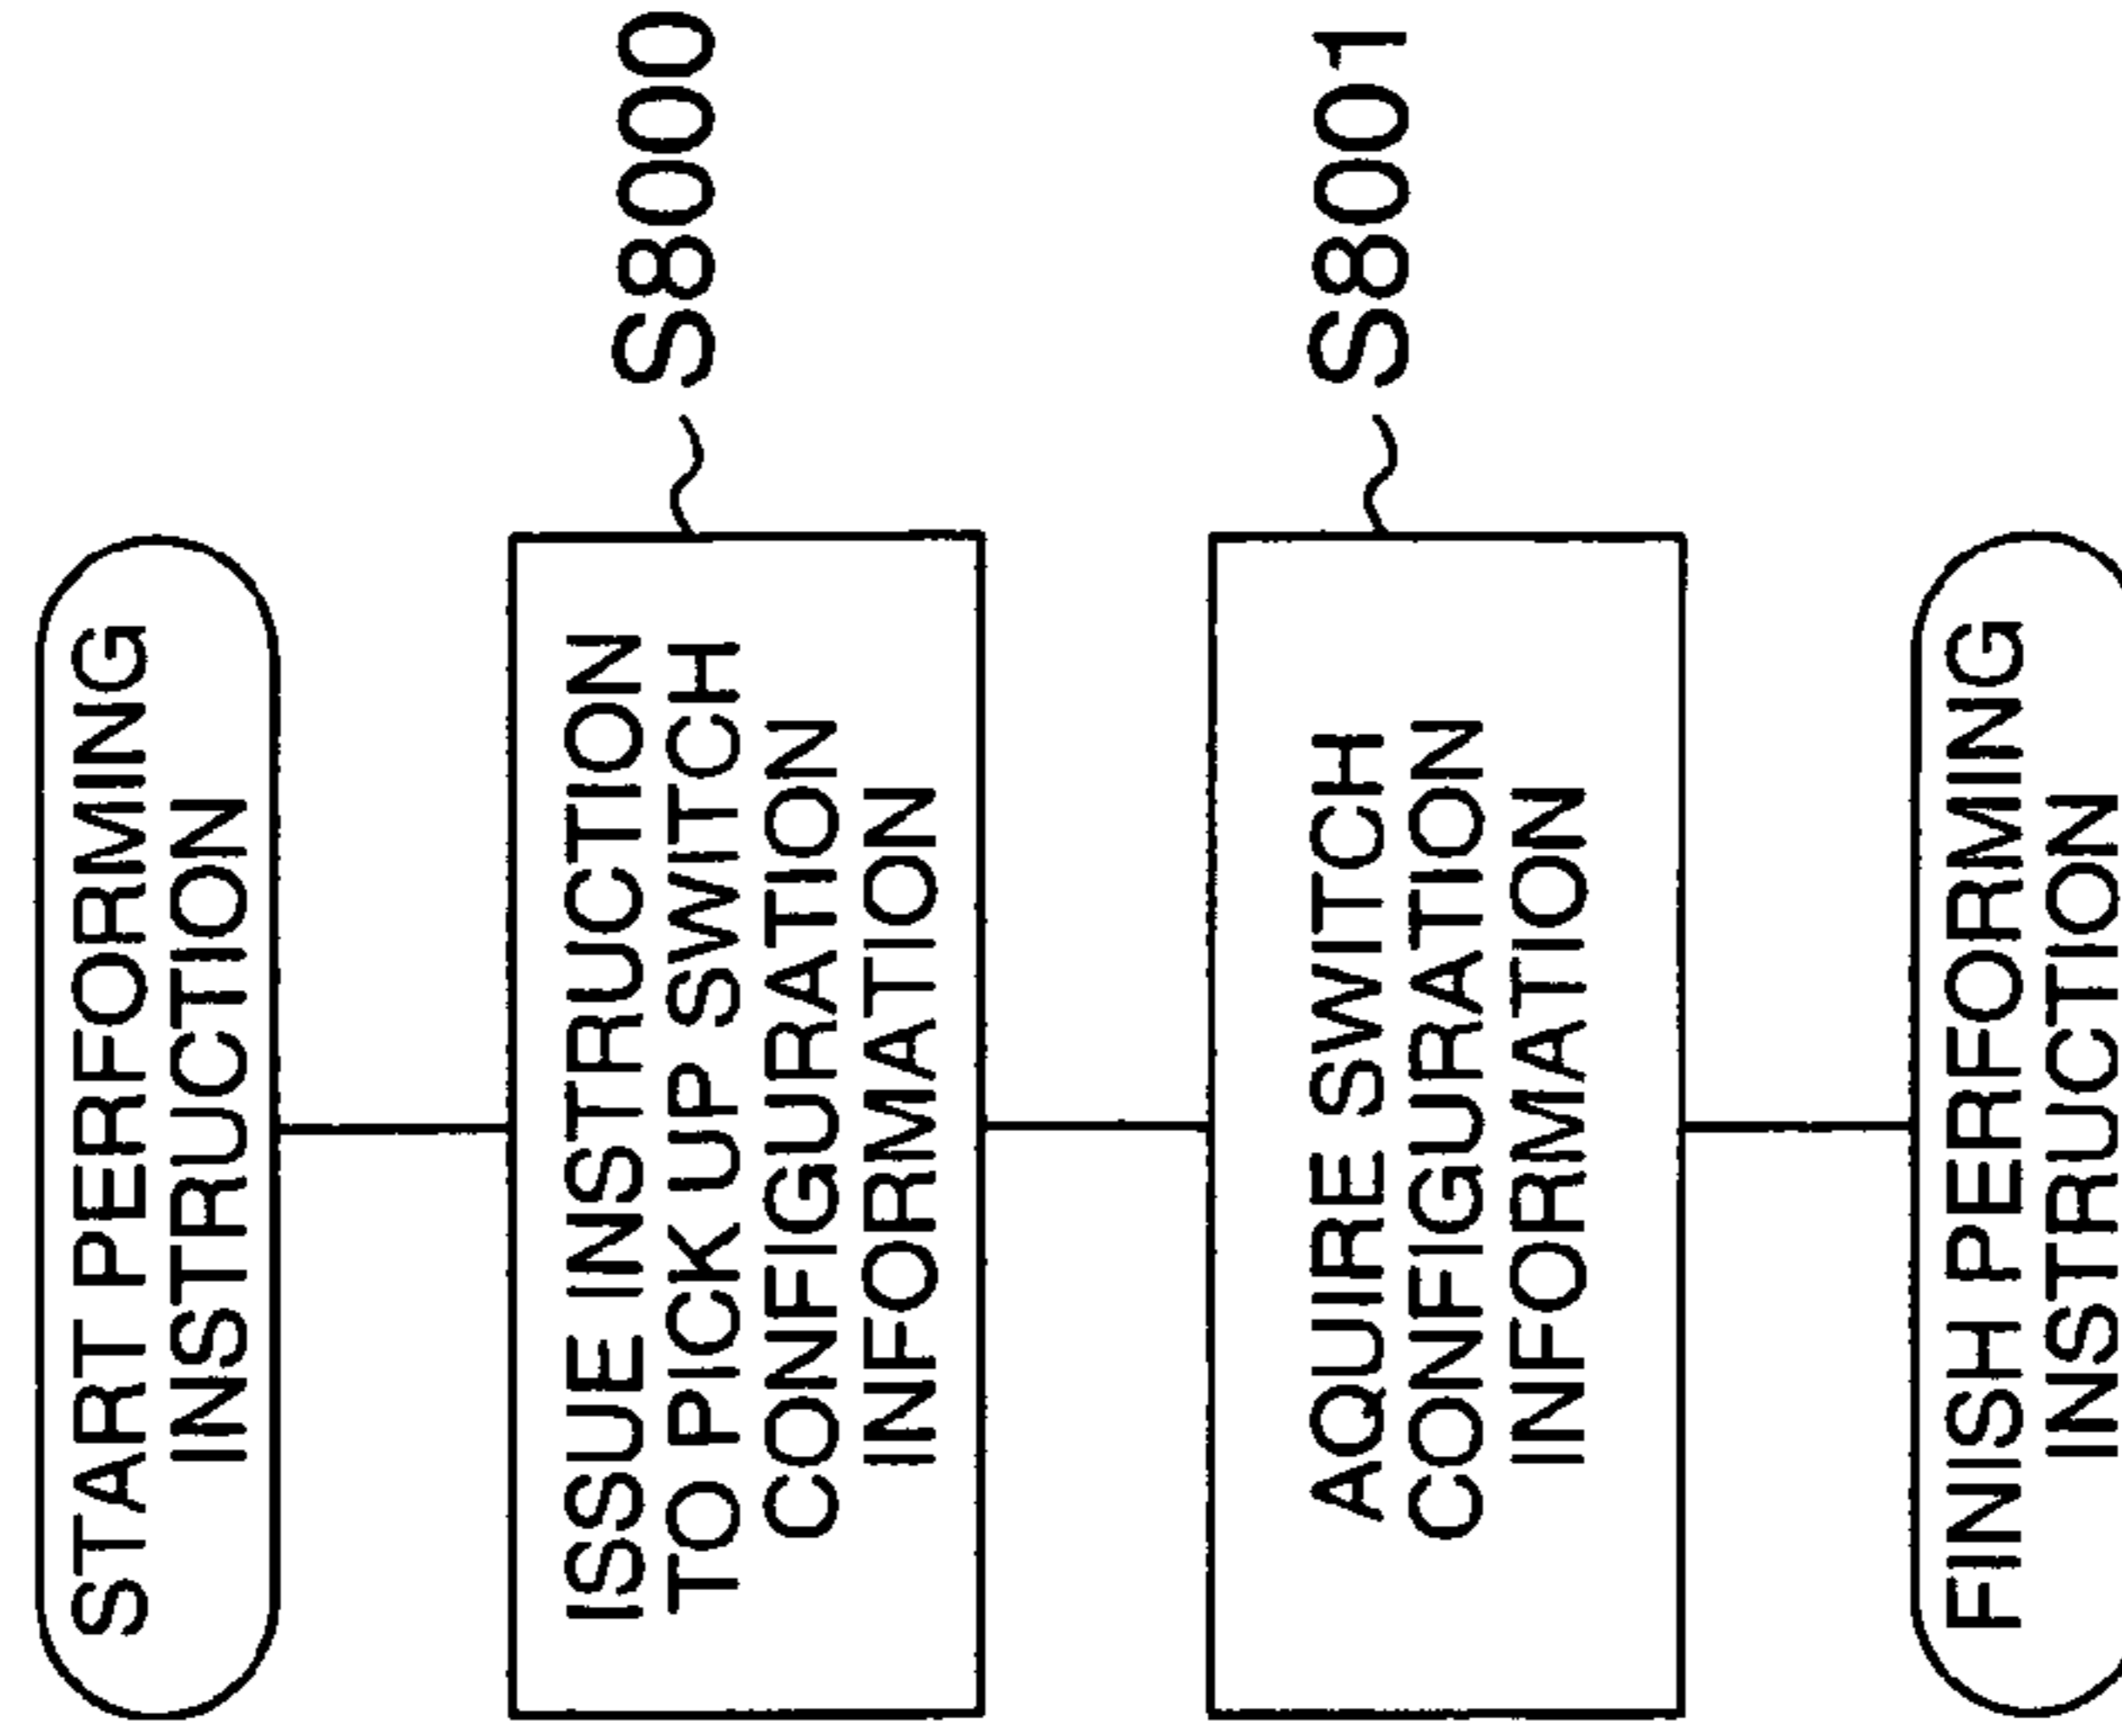 START PERFORMING
INSTRUCTION
ISSUE INSTRUCTION
TO PICK UP SWITCH
CONFIGURATION
INFORMATION
S8000
AQUIRE SWITCH
CONFIGURATION
INFORMATION
S8001
FINISH PERFORMING
INSTRUCTION